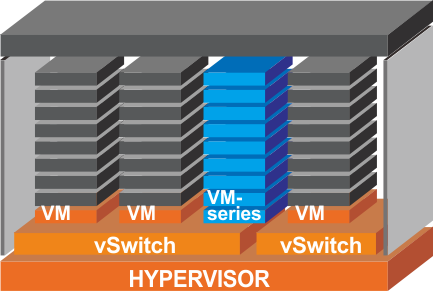 VM VM VM-
series VM
vSwitch vSwitch
HYPERVISOR